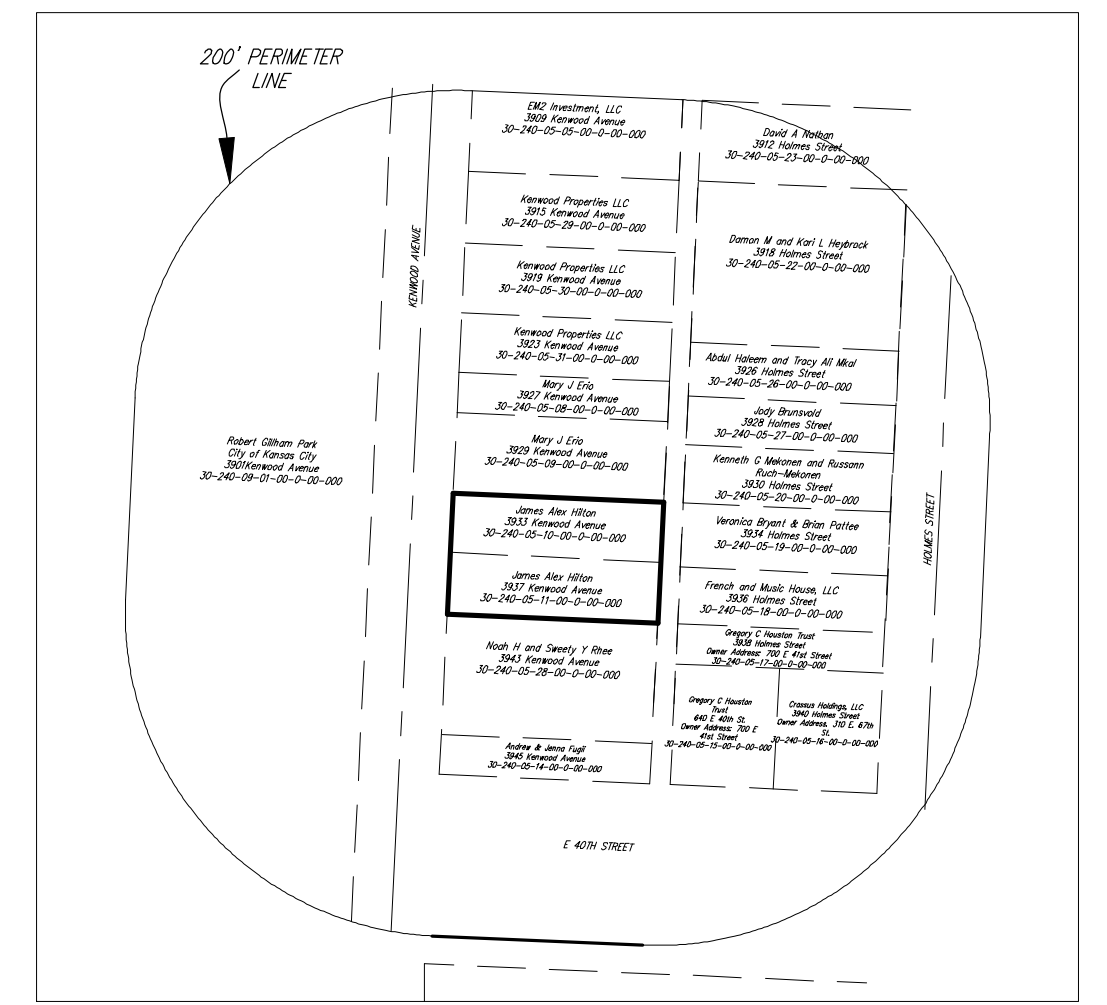 200' PERIMETER
LINE
EM2 Investment, LLC
3909 Kenwood Avenue
30-240-05-05-00-0-00-000
David A Nathan
3912 Holmes Street
30-240-05-23-00-0-00-000
Kenwood Properties LLC
3915 Kenwood Avenue
30-240-05-29-00-0-00-000
Damon M and Kari L Heybrock
3918 Holmes Street
30-240-05-22-00-0-00-000
KENWOOD AVENUE
Kenwood Properties LLC
3919 Kenwood Avenue
30-240-05-30-00-0-00-000
Kenwood Properties LLC
3923 Kenwood Avenue
30-240-05-31-00-0-00-000
Abdul Haleem and Tracy Ali Mkal
3926 Holmes Street
30-240-05-26-00-0-00-000
Mary J Erio
3927 Kenwood Avenue
30-240-05-08-00-0-00-000
Jody Brunsvold
3928 Holmes Street
30-240-05-27-00-0-00-000
Robert Gillham Park
City of Kansas City
3901Kenwood Avenue
30-240-09-01-00-0-00-000
Mary J Erio
3929 Kenwood Avenue
30-240-05-09-00-0-00-000
Kenneth G Mekonen and Russann
Ruch-Mekonen
3930 Holmes Street
30-240-05-20-00-0-00-000
James Alex Hilton
3933 Kenwood Avenue
30-240-05-10-00-0-00-000
Veronica Bryant & Brian Pattee
3934 Holmes Street
30-240-05-19-00-0-00-000
HOLMES STREET
James Alex Hilton
3937 Kenwood Avenue
30-240-05-11-00-0-00-000
French and Music House, LLC
3936 Holmes Street
30-240-05-18-00-0-00-000
Gregory C Houston Trust
3938 Holmes Street
Owner Address: 700 E 41st Street
30-240-05-17-00-0-00-000
Noah H and Sweety Y Rhee
3943 Kenwood Avenue
30-240-05-28-00-0-00-000
Gregory C Houston
Trust
640 E 40th St.
Owner Address: 700 E
41st Street
30-240-05-15-00-0-00-000
Crassus Holdings, LLC
3940 Holmes Street
Owner Address. 310 E. 67th
St.
30-240-05-16-00-0-00-000
Andrew & Jenna Fugil
3945 Kenwood Avenue
30-240-05-14-00-0-00-000
E 40TH STREET